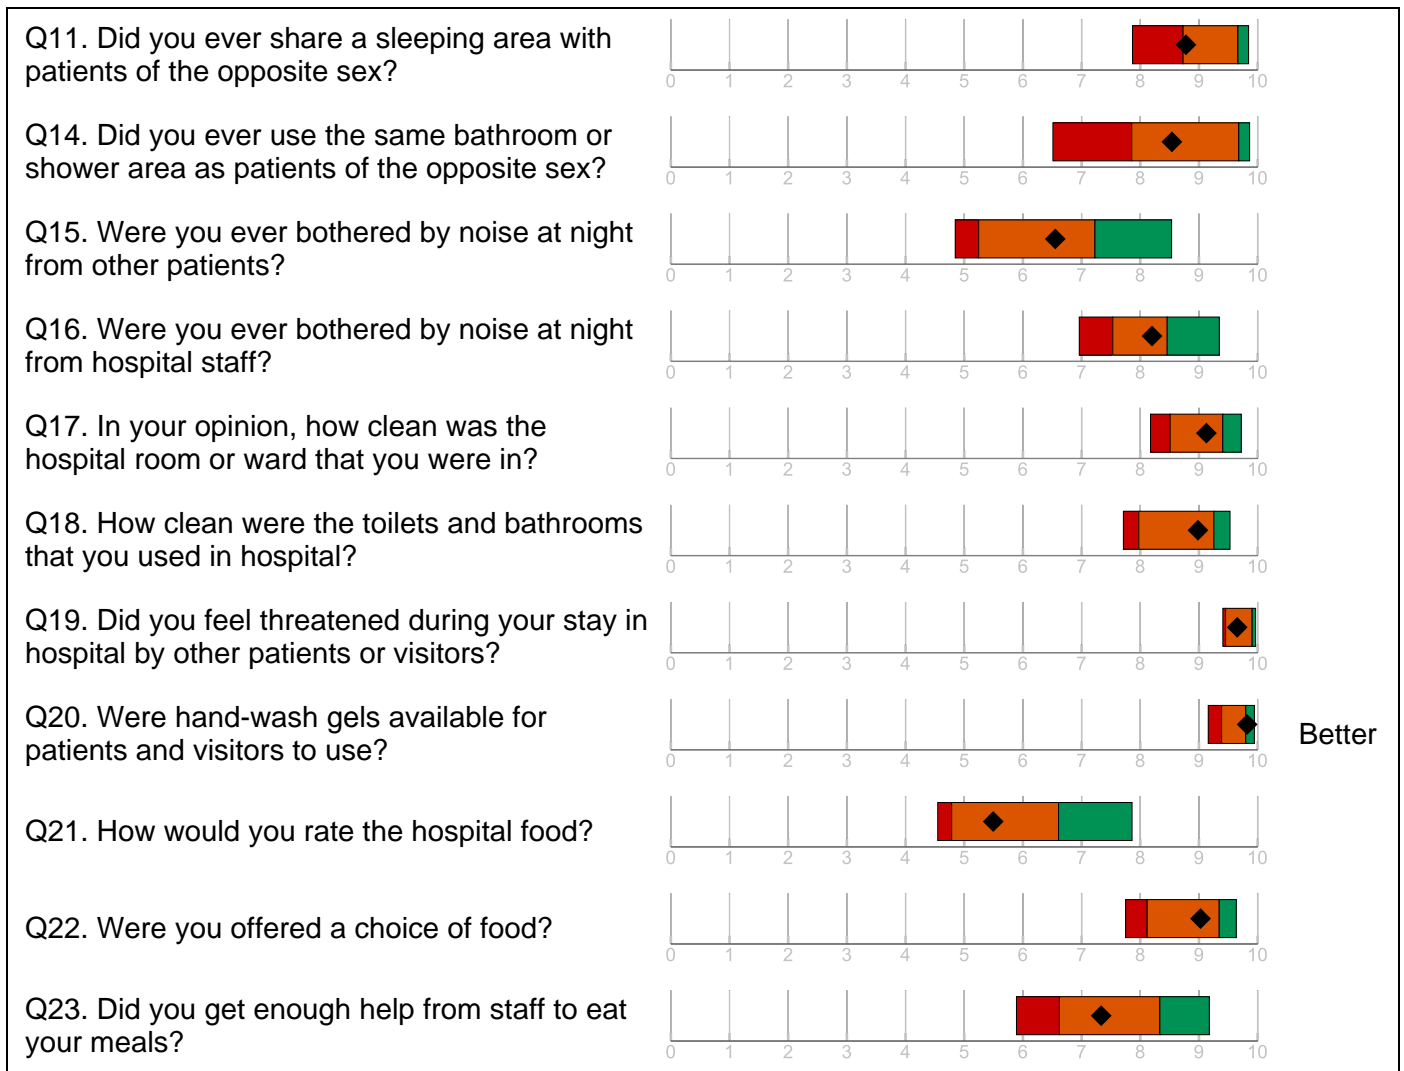 Q11. Did you ever share a sleeping area with
patients of the opposite sex?
0 1 2 3 4 5 6 7 8 9 10
Q14. Did you ever use the same bathroom or
shower area as patients of the opposite sex?
0 1 2 3 4 5 6 7 8 9 10
Q15. Were you ever bothered by noise at night
from other patients?
0 1 2 3 4 5 6 7 8 9 10
Q16. Were you ever bothered by noise at night
from hospital staff?
0 1 2 3 4 5 6 7 8 9 10
Q17. In your opinion, how clean was the
hospital room or ward that you were in?
0 1 2 3 4 5 6 7 8 9 10
Q18. How clean were the toilets and bathrooms
that you used in hospital?
0 1 2 3 4 5 6 7 8 9 10
Q19. Did you feel threatened during your stay in
hospital by other patients or visitors?
0 1 2 3 4 5 6 7 8 9 10
Q20. Were hand-wash gels available for
patients and visitors to use?
Better
0 1 2 3 4 5 6 7 8 9 10
Q21. How would you rate the hospital food?
0 1 2 3 4 5 6 7 8 9 10
Q22. Were you offered a choice of food?
0 1 2 3 4 5 6 7 8 9 10
Q23. Did you get enough help from staff to eat
your meals?
0 1 2 3 4 5 6 7 8 9 10